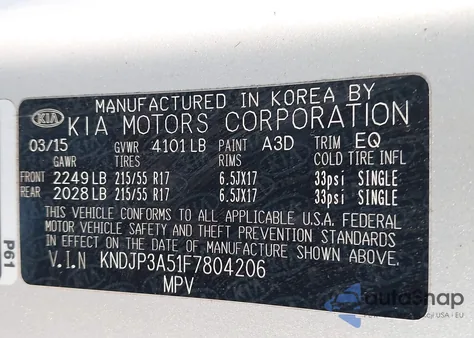 MANUFACTURED IN KOREA BY
KIA KIA MOTORS CORPORATION
03/15 GVWR 4101 LB PAINT A3D TRIM EQ
GAWR TIRES RIMS COLD TIRE INFL
FRONT 2249 LB 215/55 R17 6.5JX17 33psi SINGLE
REAR 2028 LB 215/55 R17 6.5JX17 33psi SINGLE
THIS VEHICLE CONFORMS TO ALL APPLICABLE U.S.A. FEDERAL
MOTOR VEHICLE SAFETY AND THEFT PREVENTION STANDARDS
IN EFFECT ON THE DATE OF MANUFACTURE SHOWN ABOVE.
V.I.N KNDJP3A51F7804206
MPV
P61
autoSnap
USA - EU